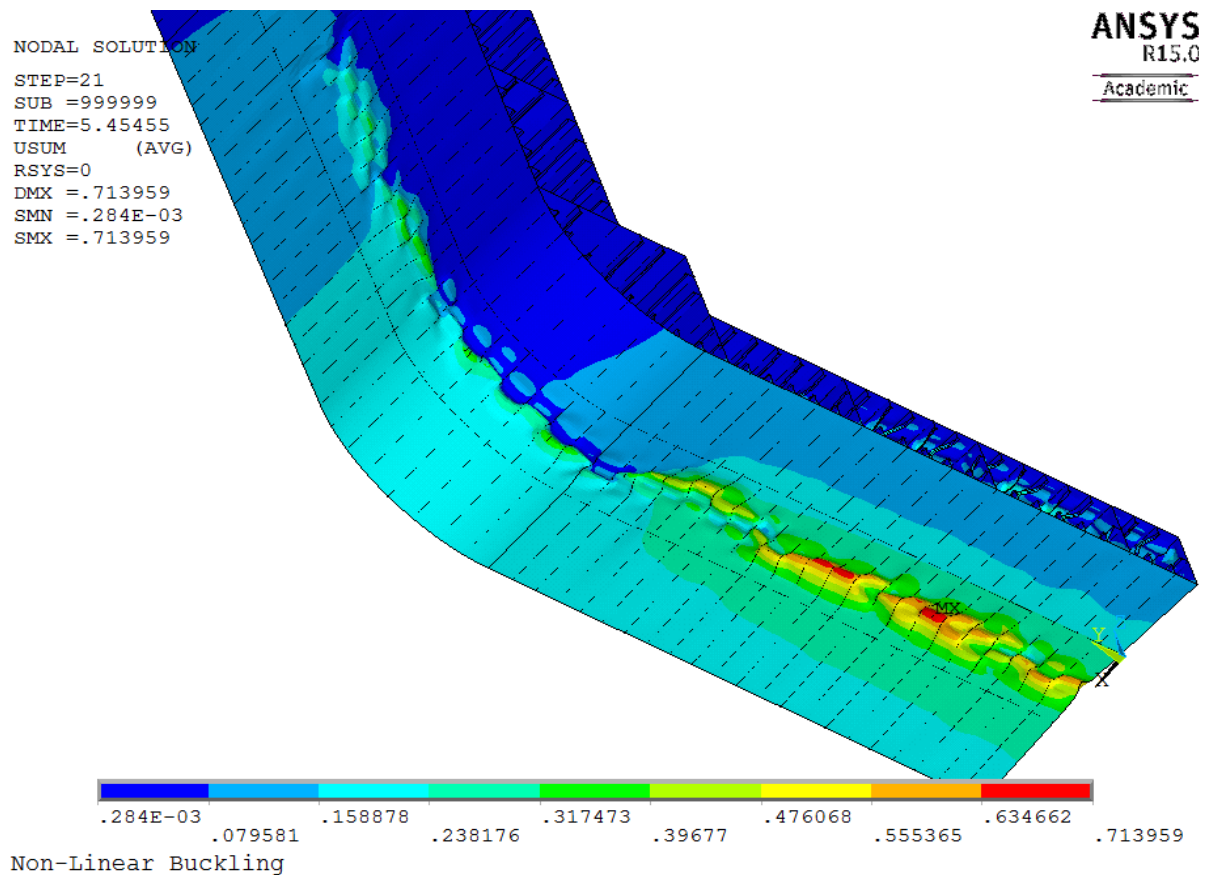 NODAL SOLUTION
STEP=21
SUB =999999
TIME=5.45455
USUM (AVG)
RSYS=0
DMX =.713959
SMN =.284E-03
SMX =.713959
ANSYS
R15.0
Academic
MX
Y
X
.284E-03 .158878 .317473 .476068 .634662
.079581 .238176 .39677 .555365 .713959
Non-Linear Buckling